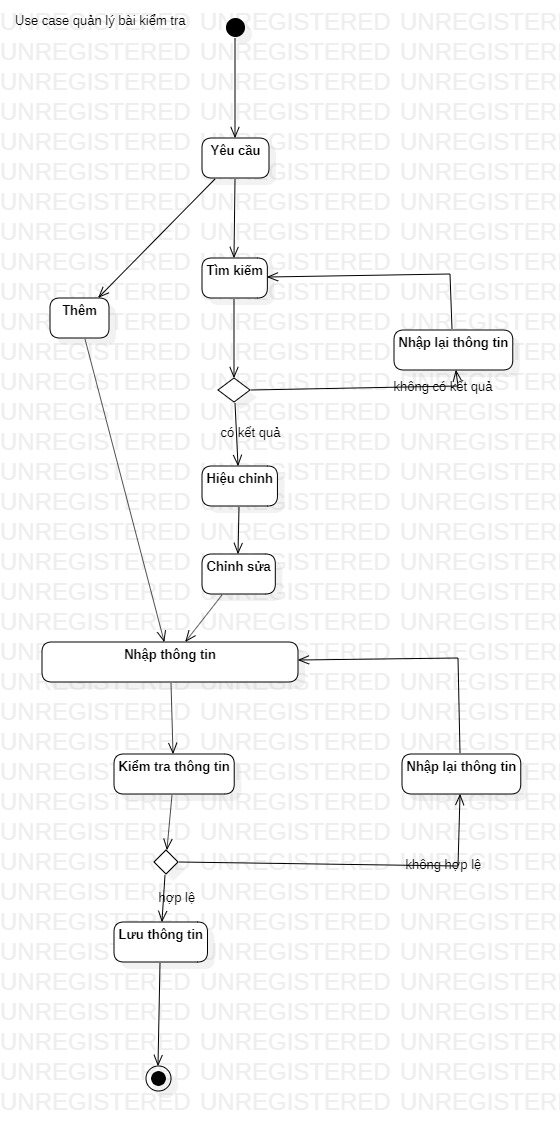 Use case quản lý bài kiểm tra
Yêu cầu
Tìm kiếm
Thêm
Nhập lại thông tin
không có kết quả
có kết quả
Hiệu chỉnh
Chỉnh sửa
Nhập thông tin
Kiểm tra thông tin
Nhập lại thông tin
không hợp lệ
hợp lệ
Lưu thông tin
UNREGISTERED